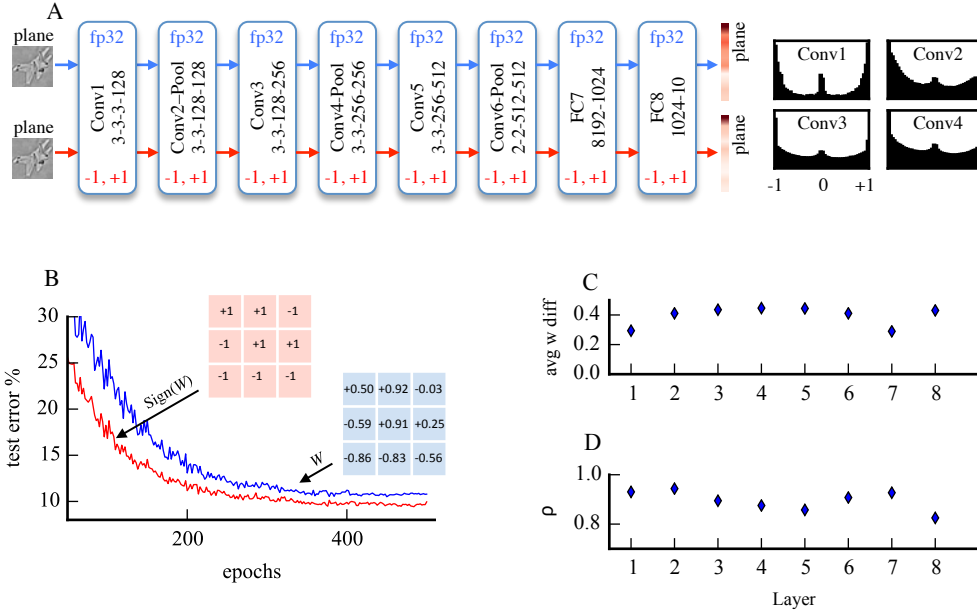 A
plane
fp32 fp32 fp32 fp32 fp32 fp32 fp32 fp32
Conv1
3-3-3-128
Conv2–Pool
3-3-128-128
Conv3
3-3-128-256
Conv4-Pool
3-3-256-256
Conv5
3-3-256-512
Conv6-Pool
2-2-512-512
FC7
8192-1024
FC8
1024-10
plane
plane
-1, +1 -1, +1 -1, +1 -1, +1 -1, +1 -1, +1 -1, +1 -1, +1
plane
Conv1
Conv2
Conv3
Conv4
-1 0 +1
B
test error %
30
25
20
15
10
200 400
epochs
Sign(W)
+1 +1 -1
-1 +1 +1
-1 -1 -1
W
+0.50 +0.92 -0.03
-0.59 +0.91 +0.25
-0.86 -0.83 -0.56
C
avg w diff
0.4
0.2
0.0
1 2 3 4 5 6 7 8
D
ρ
1.0
0.8
1 2 3 4 5 6 7 8
Layer